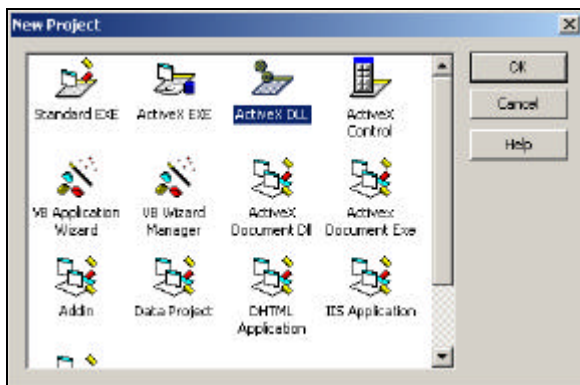 New Project
Standard EXE
ActiveX EXE
ActiveX DLL
ActiveX
Control
VB Application
Wizard
VB Wizard
Manager
ActiveX
Document Dll
Activex
Document Exe
Addin
Data Project
DHTML
Application
IIS Application
OK
Cancel
Help